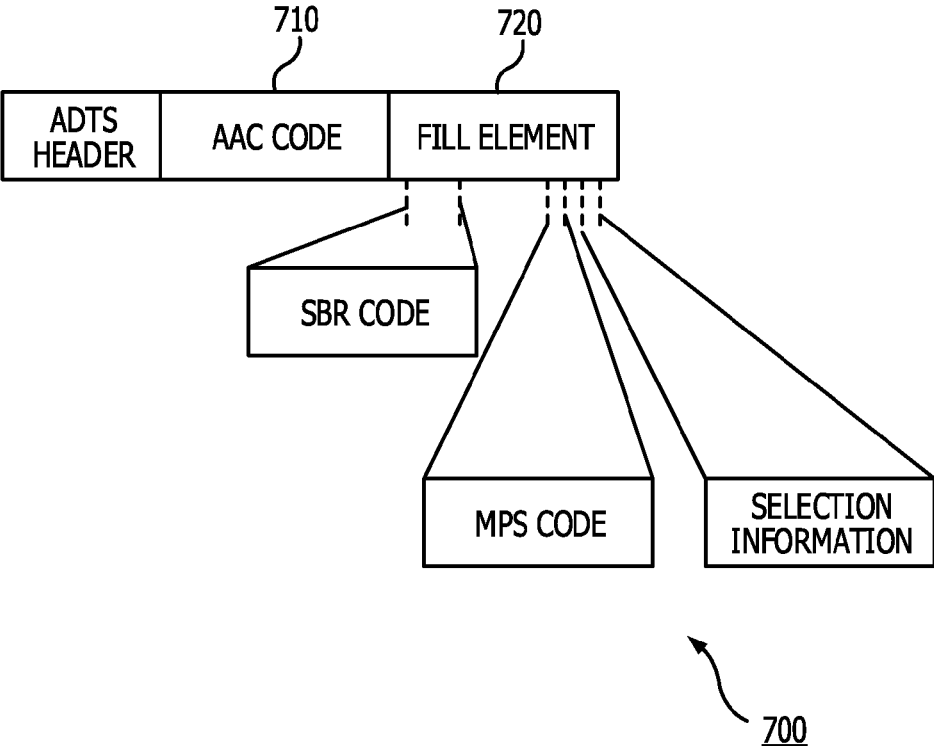 710
720
ADTS
HEADER
AAC CODE
FILL ELEMENT
SBR CODE
MPS CODE
SELECTION
INFORMATION
700